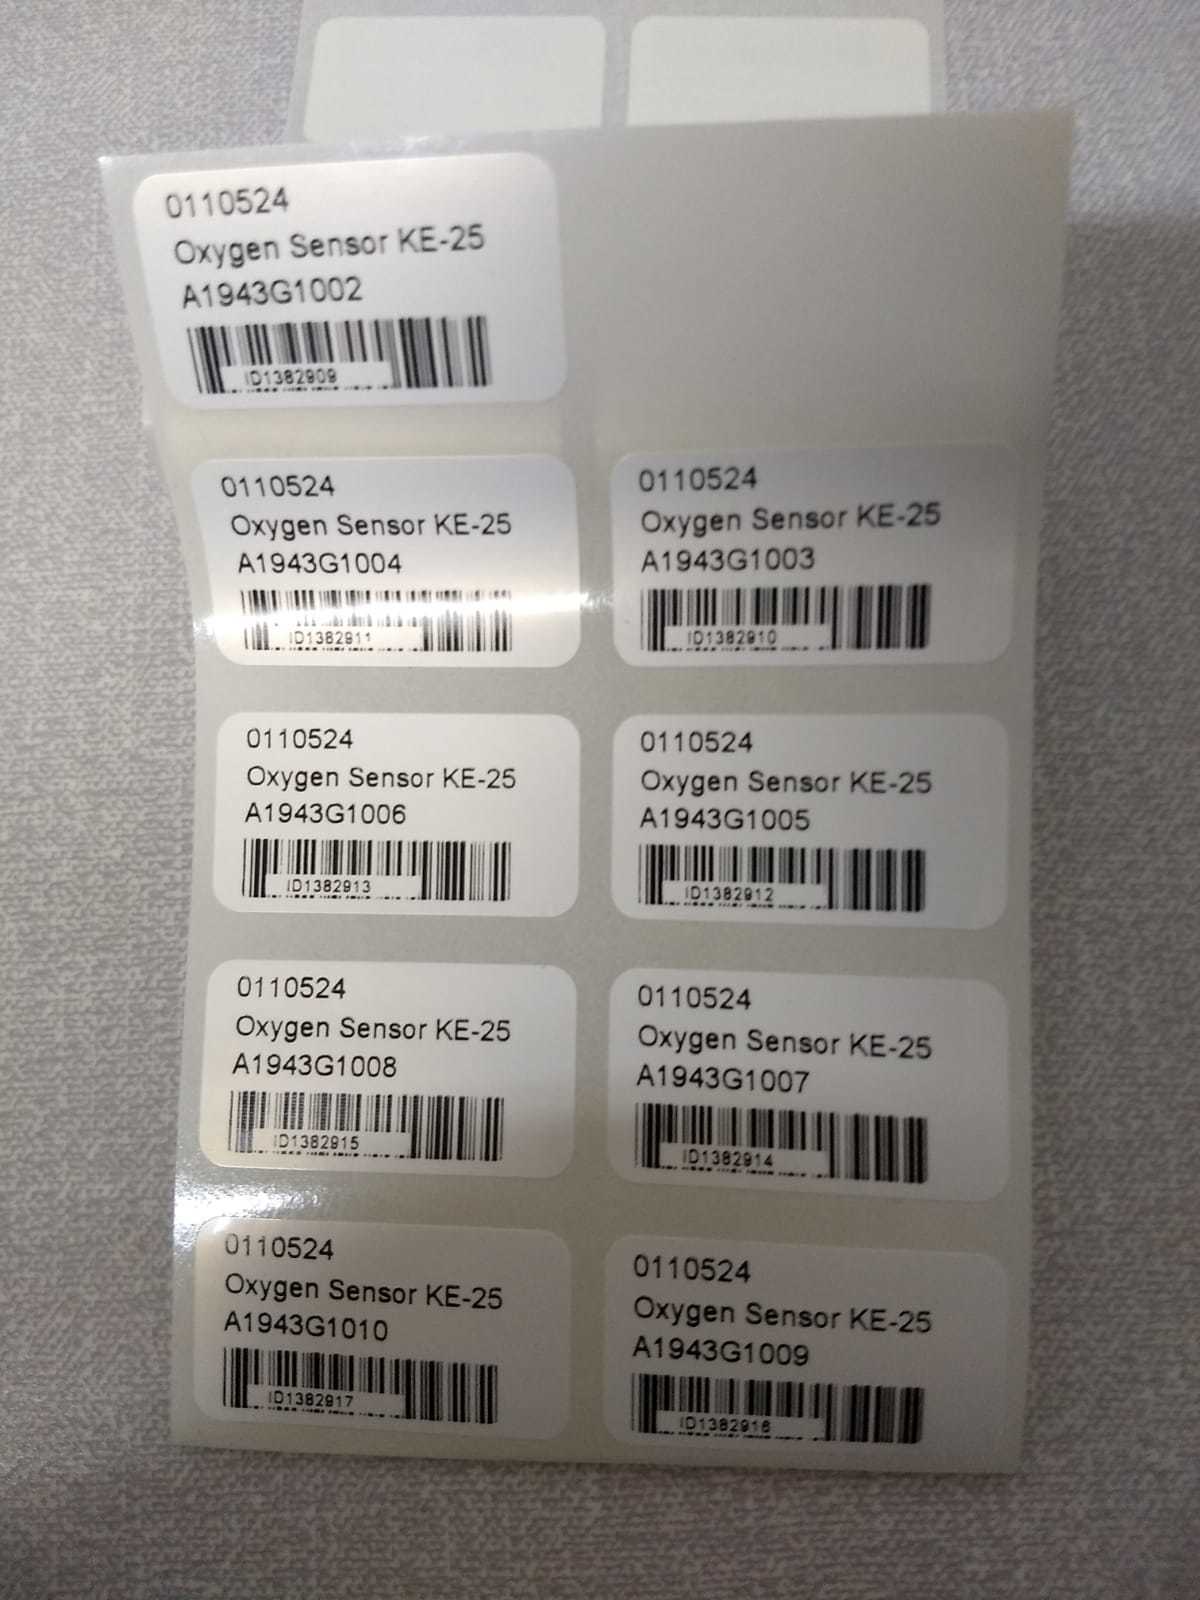 0110524
Oxygen Sensor KE-25
A1943G1002
ID1382909
0110524
Oxygen Sensor KE-25
A1943G1004
ID1382911
0110524
Oxygen Sensor KE-25
A1943G1003
ID1382910
0110524
Oxygen Sensor KE-25
A1943G1006
ID1382913
0110524
Oxygen Sensor KE-25
A1943G1005
ID1382912
0110524
Oxygen Sensor KE-25
A1943G1008
ID1382915
0110524
Oxygen Sensor KE-25
A1943G1007
ID1382914
0110524
Oxygen Sensor KE-25
A1943G1010
ID1382917
0110524
Oxygen Sensor KE-25
A1943G1009
ID1382916